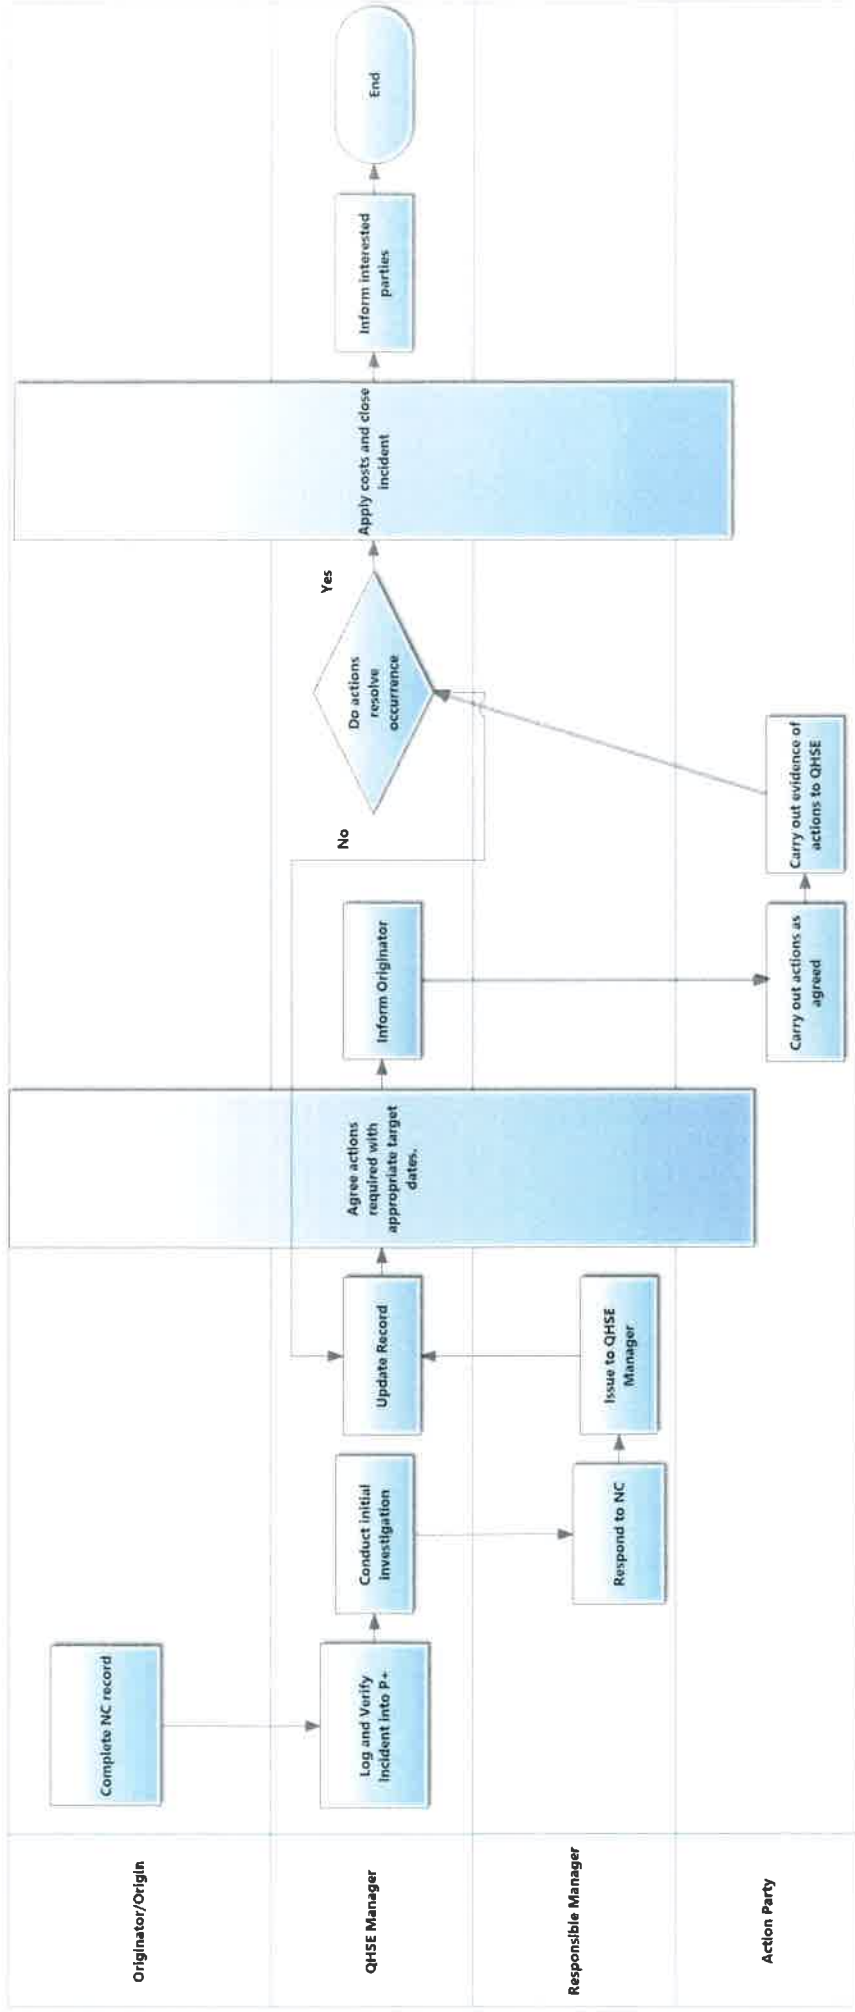 Originator/Origin
Complete NC record
QHSE Manager
Log and Verify
Incident into P+
Conduct initial
investigation
Update Record
Agree actions
required with
appropriate target
dates.
Inform Originator
No
Do actions
resolve
occurrence
Yes
Apply costs and close
incident
Inform interested
parties
End
Responsible Manager
Respond to NC
Issue to QHSE
Manager
Action Party
Carry out actions as
agreed
Carry out evidence of
actions to QHSE